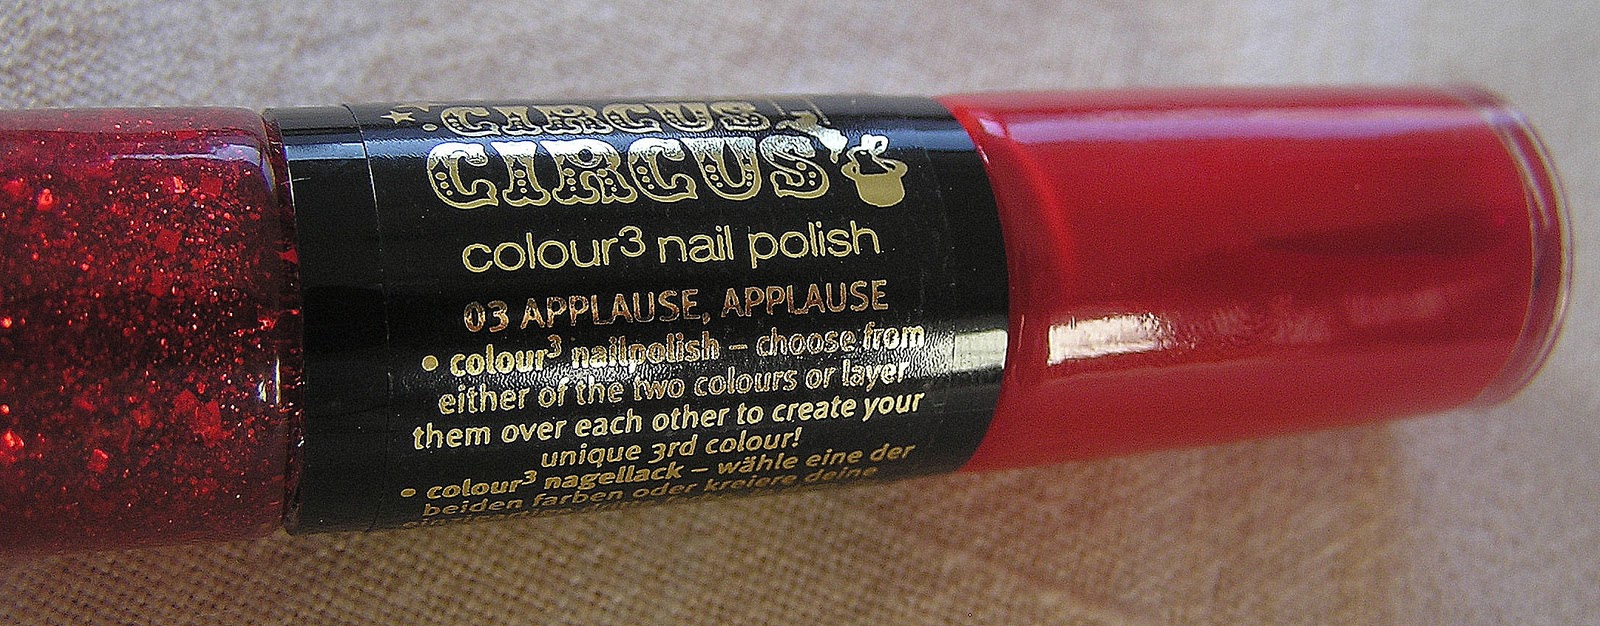 CIRCUS
CIRCUS
colour³ nail polish
03 APPLAUSE, APPLAUSE
• colour³ nailpolish – choose from
either of the two colours or layer
them over each other to create your
unique 3rd colour!
• colour³ nagellack – wähle eine der
beiden farben oder kreiere deine